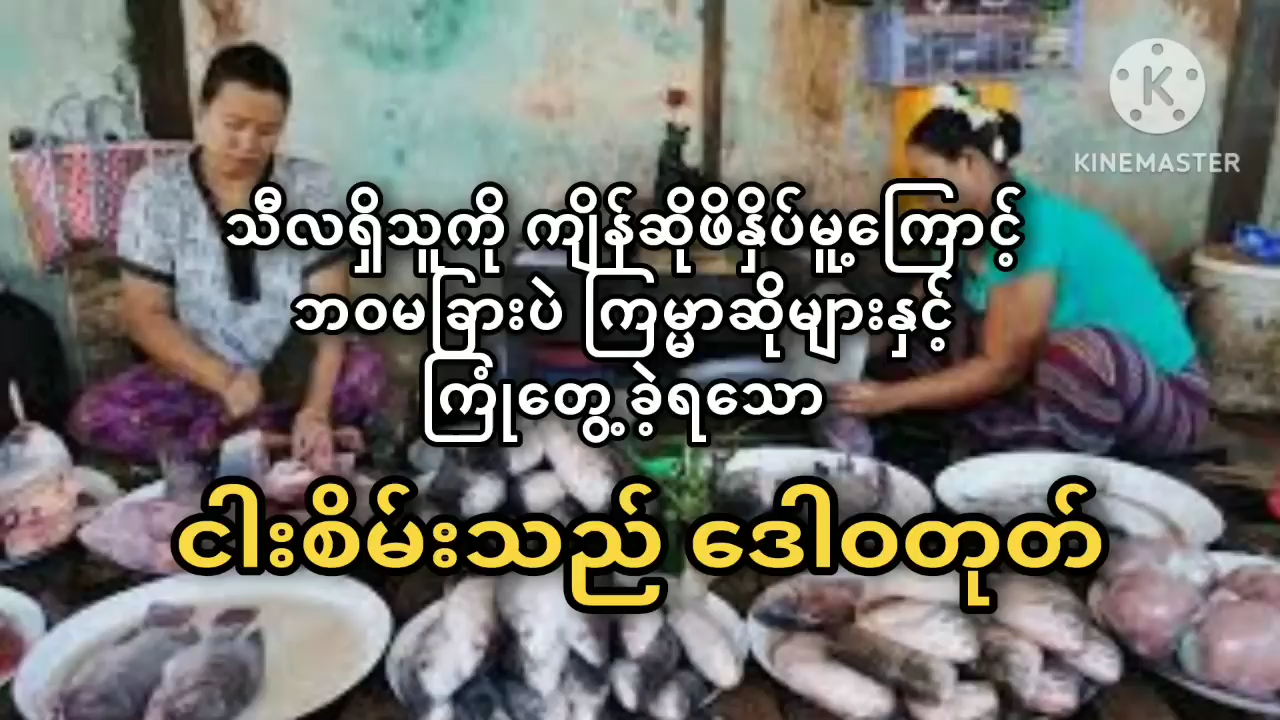 KINEMASTER
သီလရှိသူကို ကျိန်ဆိုဖိနှိပ်မူ့ကြောင့်
ဘဝမခြားပဲ ကြမ္မာဆိုများနှင့်
ကြုံတွေ့ခဲ့ရသော
ငါးစိမ်းသည် ဒေါ်ဝတုတ်